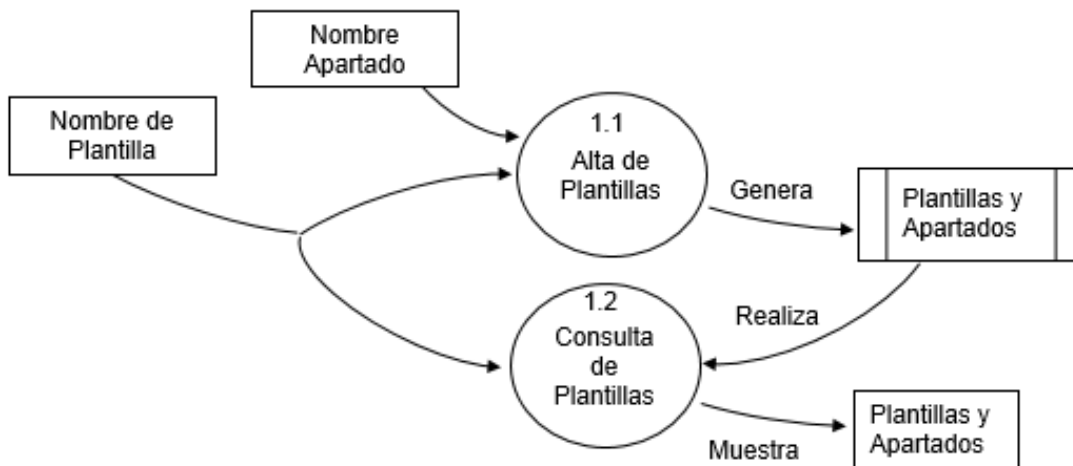 Nombre
Apartado
Nombre de
Plantilla
1.1
Alta de
Plantillas
Genera
Plantillas y
Apartados
1.2
Consulta
de
Plantillas
Realiza
Muestra
Plantillas y
Apartados